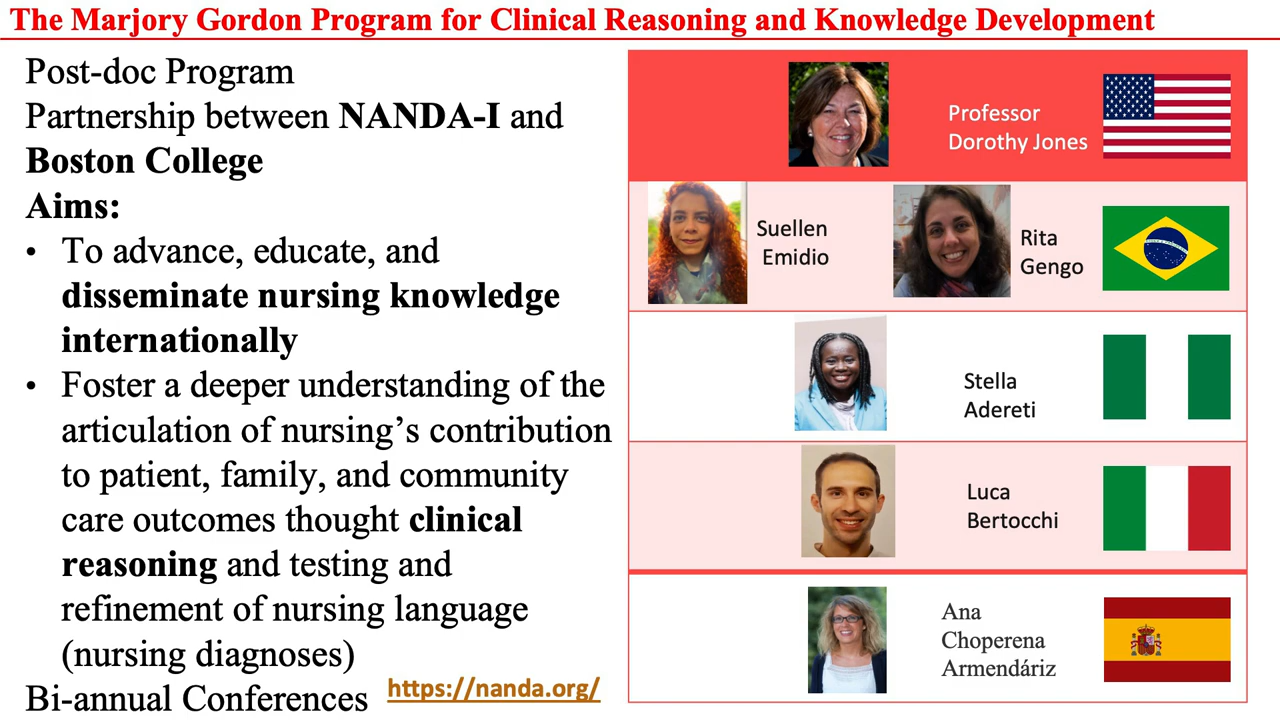 The Marjory Gordon Program for Clinical Reasoning and Knowledge Development
Post-doc Program
Partnership between NANDA-I and
Boston College
Aims:
• To advance, educate, and
disseminate nursing knowledge
internationally
• Foster a deeper understanding of the
articulation of nursing’s contribution
to patient, family, and community
care outcomes thought clinical
reasoning and testing and
refinement of nursing language
(nursing diagnoses)
Bi-annual Conferences
https://nanda.org/
Professor
Dorothy Jones
Suellen
Emidio
Rita
Gengo
Stella
Adereti
Luca
Bertocchi
Ana
Choperena
Armendáriz